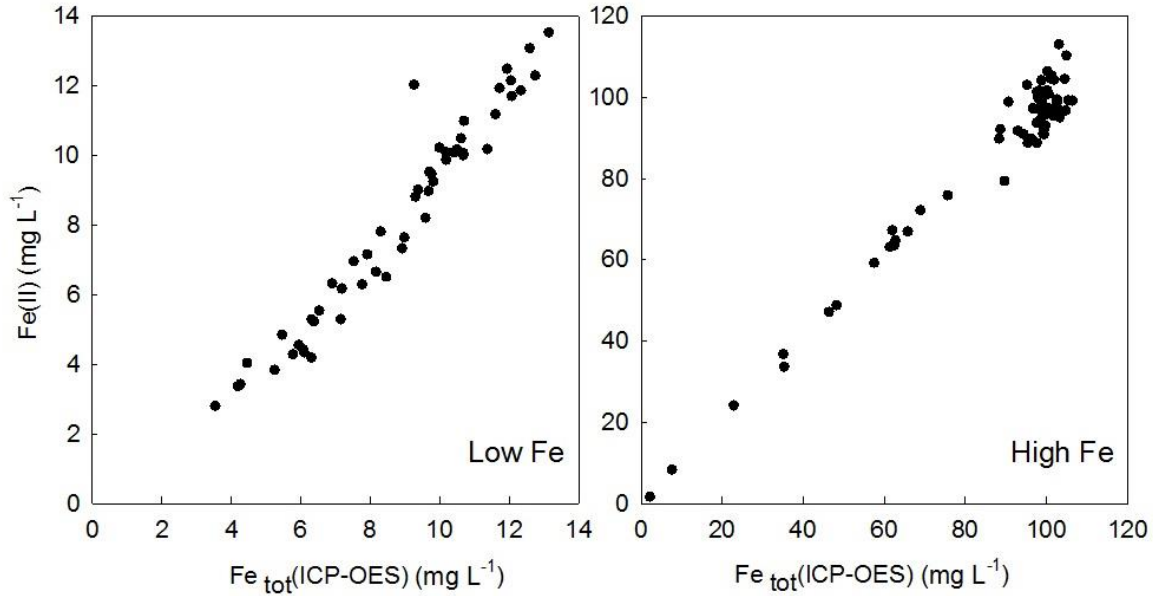 Fe(II) (mg L⁻¹)
14
12
10
8
6
4
2
0
0 2 4 6 8 10 12 14
Low Fe
Fe tot(ICP-OES) (mg L⁻¹)
120
100
80
60
40
20
0
0 20 40 60 80 100 120
High Fe
Fe tot(ICP-OES) (mg L⁻¹)